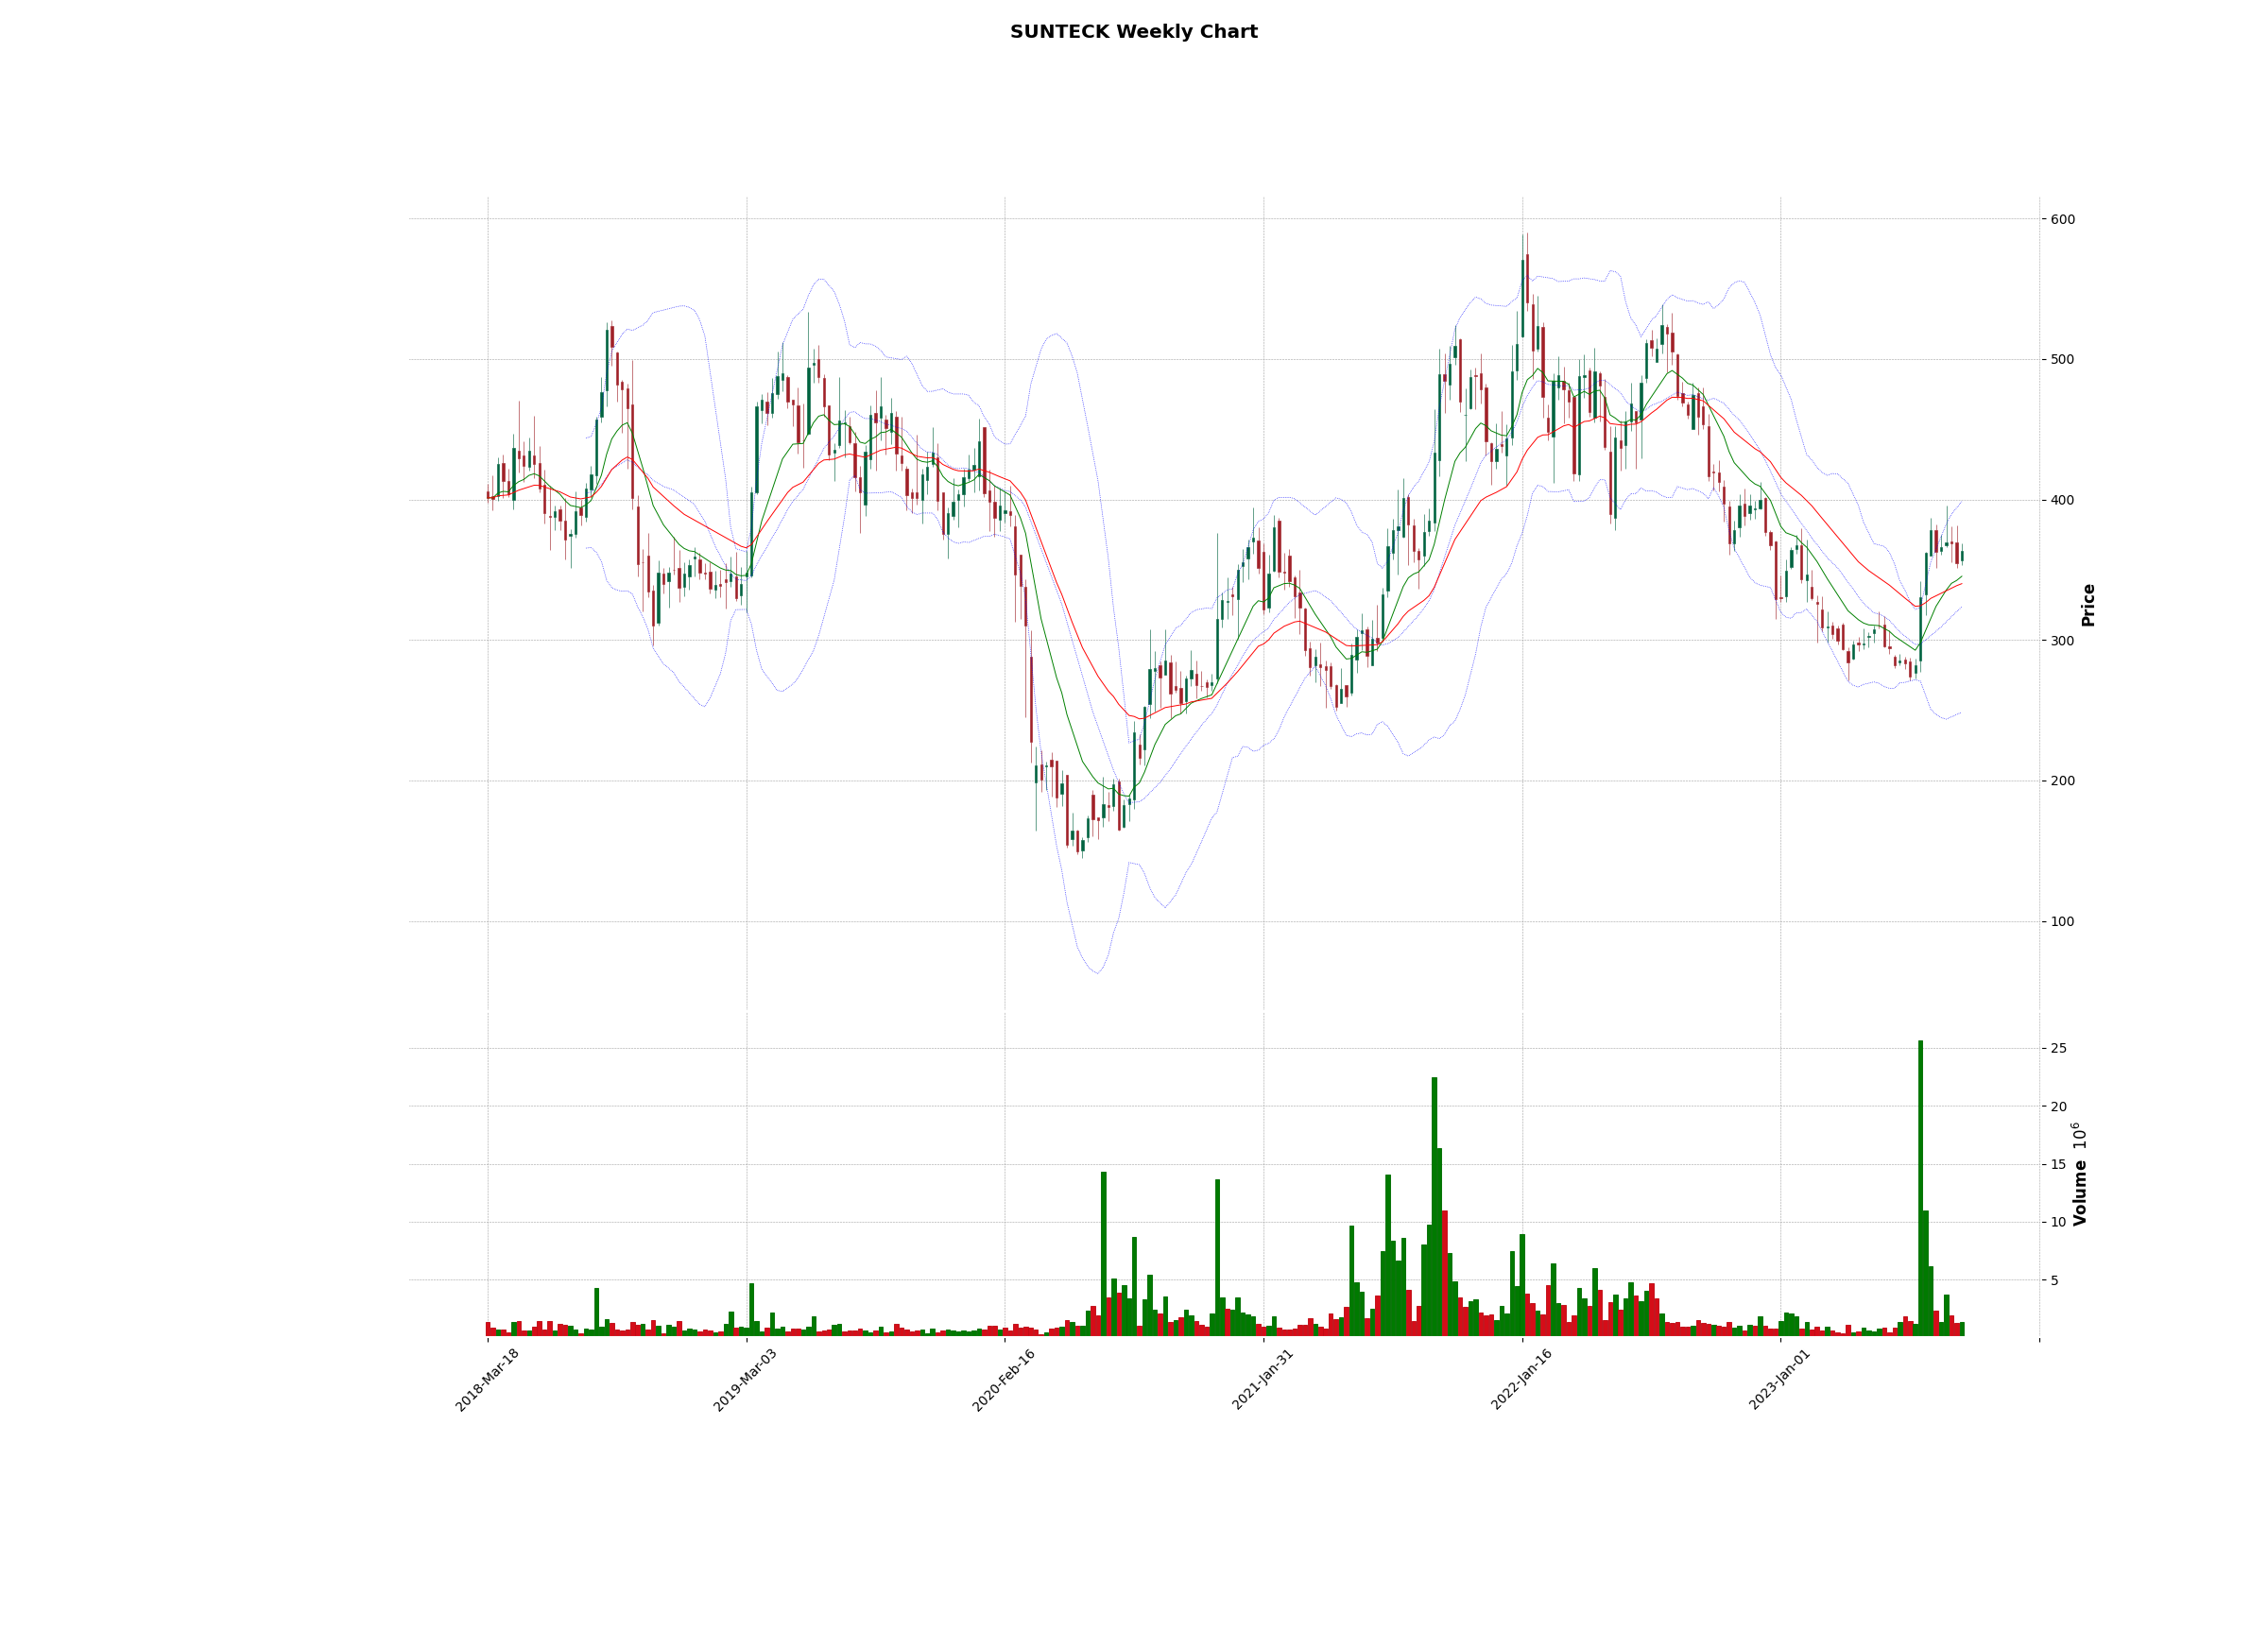 SUNTECK Weekly Chart
600
500
400
300
200
100
Price
25
20
15
10
5
Volume 10^6
2018-Mar-18
2019-Mar-03
2020-Feb-16
2021-Jan-31
2022-Jan-16
2023-Jan-01